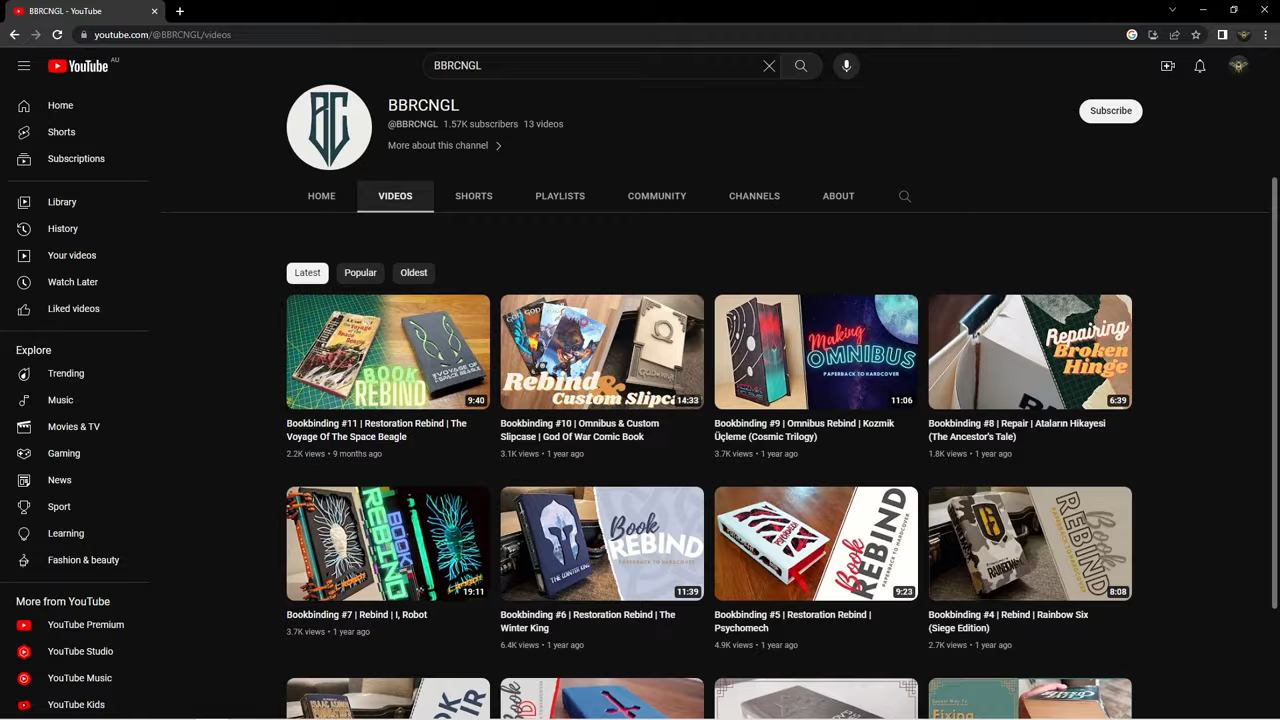 BBRCNGL - YouTube
youtube.com/@BBRCNGL/videos
YouTube AU
BBRCNGL
Home
Shorts
Subscriptions
Library
History
Your videos
Watch Later
Liked videos
Explore
Trending
Music
Movies & TV
Gaming
News
Sport
Learning
Fashion & beauty
More from YouTube
YouTube Premium
YouTube Studio
YouTube Music
YouTube Kids
BC
BBRCNGL
@BBRCNGL 1.57K subscribers 13 videos
More about this channel
Subscribe
HOME VIDEOS SHORTS PLAYLISTS COMMUNITY CHANNELS ABOUT
Latest Popular Oldest
BOOK
REBIND
9:40
Bookbinding #11 | Restoration Rebind | The
Voyage Of The Space Beagle
2.2K views • 9 months ago
Rebind &
Custom Slipca
14:33
Bookbinding #10 | Omnibus & Custom
Slipcase | God Of War Comic Book
3.1K views • 1 year ago
Making
OMNIBUS
PAPERBACK TO HARDCOVER
11:06
Bookbinding #9 | Omnibus Rebind | Kozmik
Üçleme (Cosmic Trilogy)
3.7K views • 1 year ago
Repairing
Broken
Hinge
6:39
Bookbinding #8 | Repair | Ataların Hikayesi
(The Ancestor's Tale)
1.8K views • 1 year ago
BOOK
REBIND
19:11
Bookbinding #7 | Rebind | I, Robot
3.7K views • 1 year ago
THE WINTER KING
Book
REBIND
PAPERBACK TO HARDCOVER
11:39
Bookbinding #6 | Restoration Rebind | The
Winter King
6.4K views • 1 year ago
Book
REBIND
PAPERBACK TO HARDCOVER
9:23
Bookbinding #5 | Restoration Rebind |
Psychomech
4.9K views • 1 year ago
Book
REBIND
PAPERBACK TO HARDCOVER
8:08
Bookbinding #4 | Rebind | Rainbow Six
(Siege Edition)
2.7K views • 1 year ago
Book
Fixing